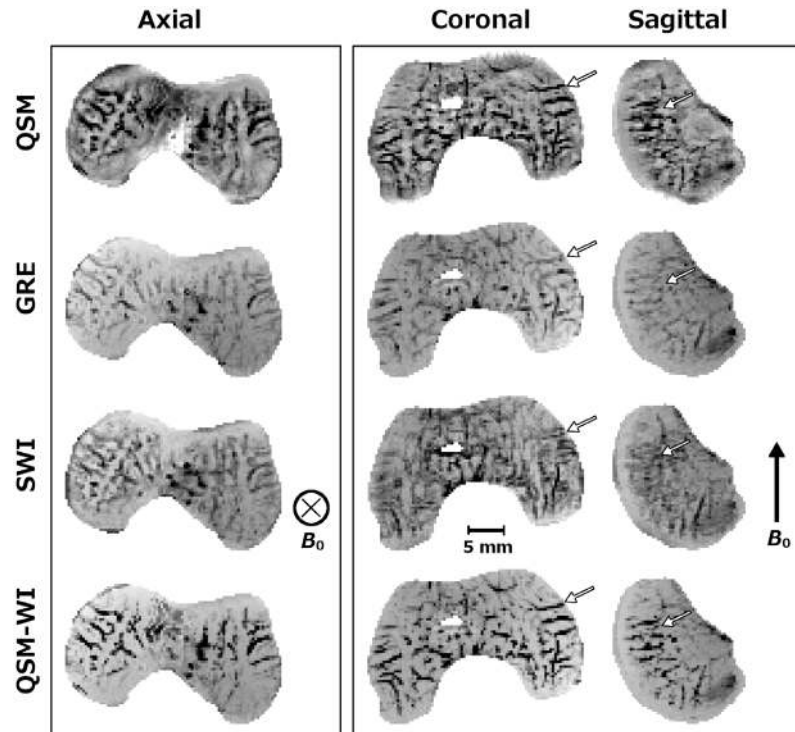 Axial
Coronal
Sagittal
QSM
GRE
SWI
B₀
5 mm
B₀
QSM-WI